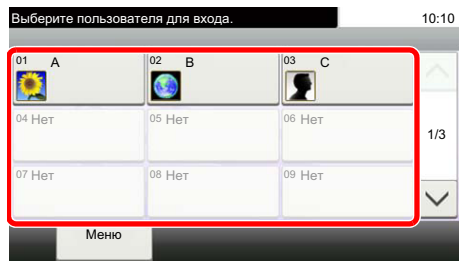 Выберите пользователя для входа. 10:10
01 A 02 B 03 C
04 Нет 05 Нет 06 Нет
1/3
07 Нет 08 Нет 09 Нет
Меню